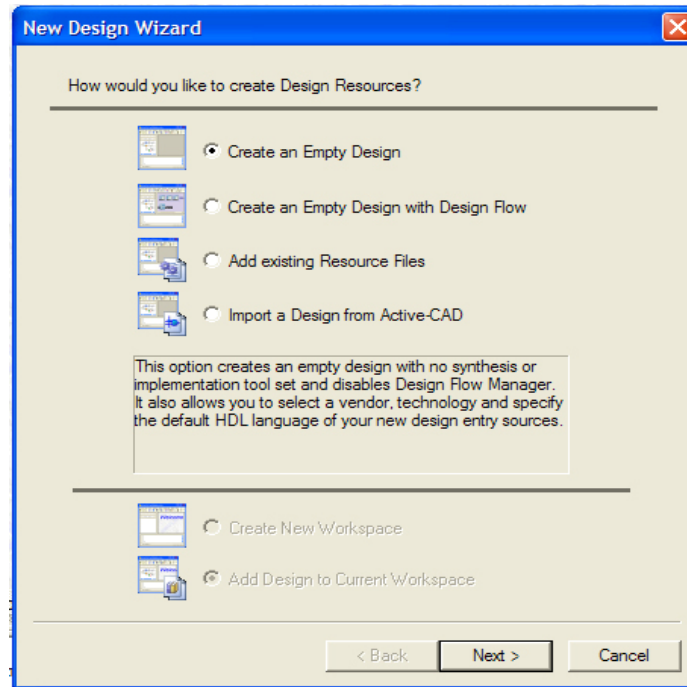 New Design Wizard
How would you like to create Design Resources?
Create an Empty Design
Create an Empty Design with Design Flow
Add existing Resource Files
Import a Design from Active-CAD
This option creates an empty design with no synthesis or
implementation tool set and disables Design Flow Manager.
It also allows you to select a vendor, technology and specify
the default HDL language of your new design entry sources.
Create New Workspace
Add Design to Current Workspace
< Back
Next >
Cancel